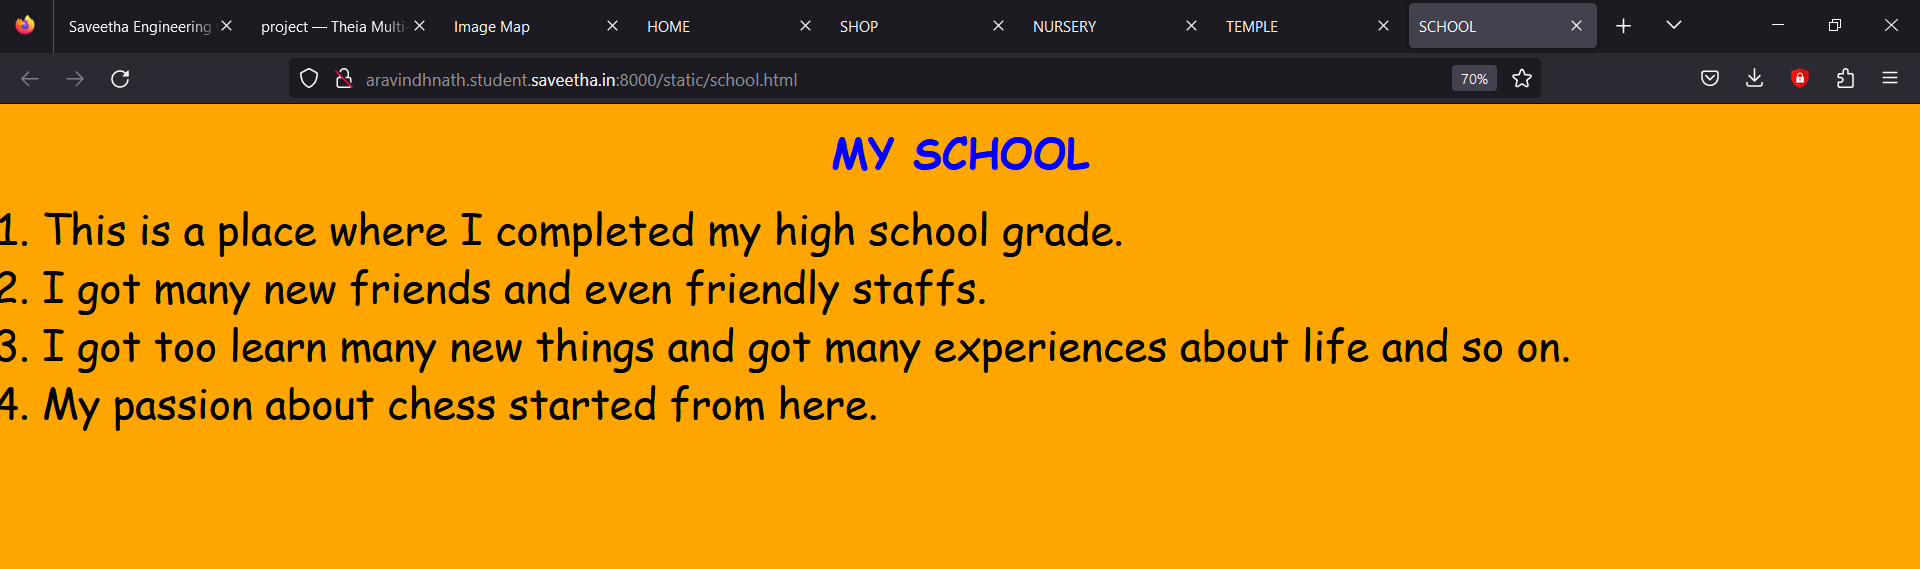 Saveetha Engineering
project — Theia Multi-
Image Map
HOME
SHOP
NURSERY
TEMPLE
SCHOOL
aravindhnath.student.saveetha.in:8000/static/school.html
70%
MY SCHOOL
1. This is a place where I completed my high school grade.
2. I got many new friends and even friendly staffs.
3. I got too learn many new things and got many experiences about life and so on.
4. My passion about chess started from here.